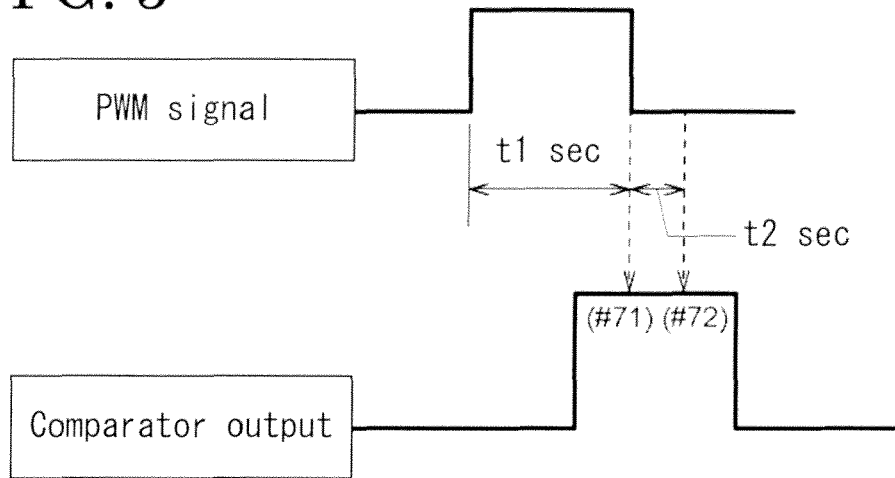 PWM signal
t1 sec
t2 sec
(#71) (#72)
Comparator output